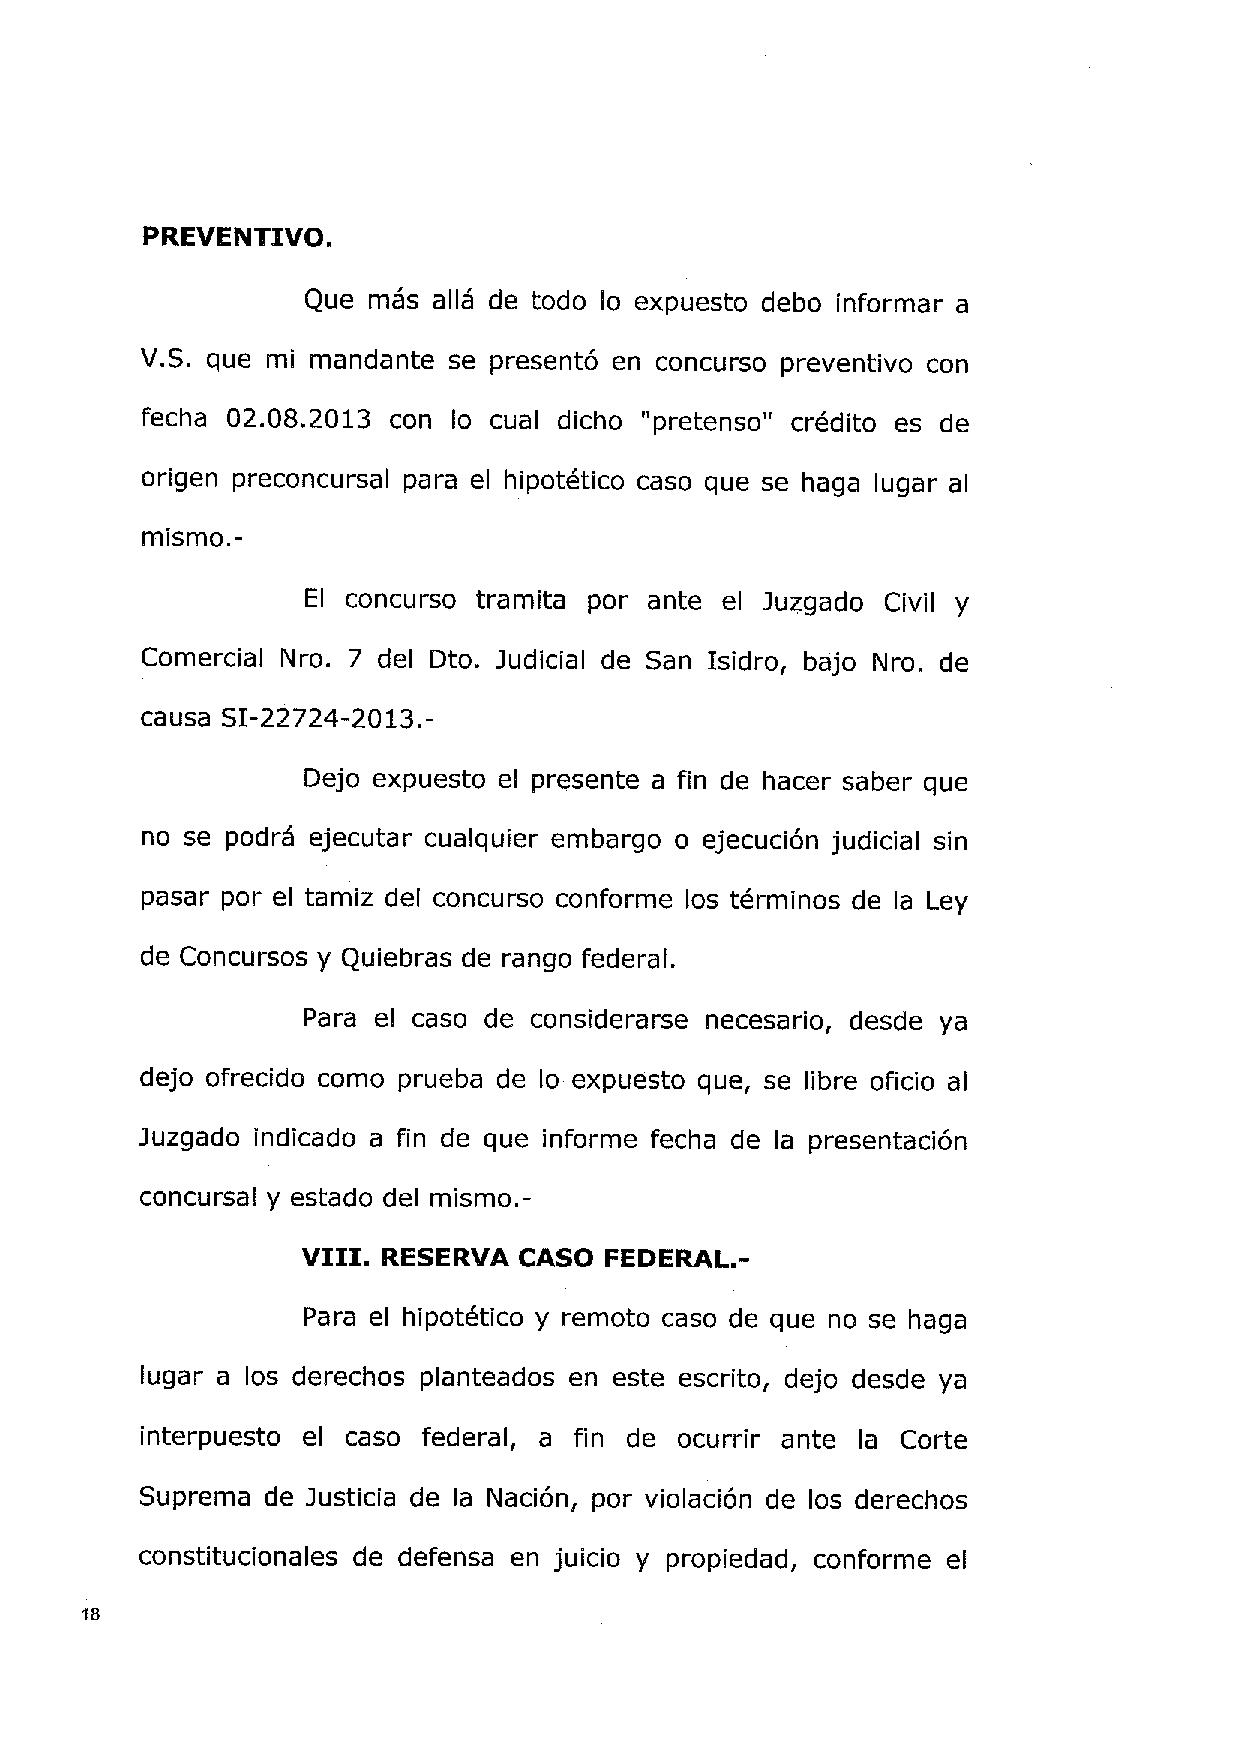 PREVENTIVO.
Que más allá de todo lo expuesto debo informar a
V.S. que mi mandante se presentó en concurso preventivo con
fecha 02.08.2013 con lo cual dicho "pretenso" crédito es de
origen preconcursal para el hipotético caso que se haga lugar al
mismo.-
El concurso tramita por ante el Juzgado Civil y
Comercial Nro. 7 del Dto. Judicial de San Isidro, bajo Nro. de
causa SI-22724-2013.-
Dejo expuesto el presente a fin de hacer saber que
no se podrá ejecutar cualquier embargo o ejecución judicial sin
pasar por el tamiz del concurso conforme los términos de la Ley
de Concursos y Quiebras de rango federal.
Para el caso de considerarse necesario, desde ya
dejo ofrecido como prueba de lo expuesto que, se libre oficio al
Juzgado indicado a fin de que informe fecha de la presentación
concursal y estado del mismo.-
VIII. RESERVA CASO FEDERAL.-
Para el hipotético y remoto caso de que no se haga
lugar a los derechos planteados en este escrito, dejo desde ya
interpuesto el caso federal, a fin de ocurrir ante la Corte
Suprema de Justicia de la Nación, por violación de los derechos
constitucionales de defensa en juicio y propiedad, conforme el
18